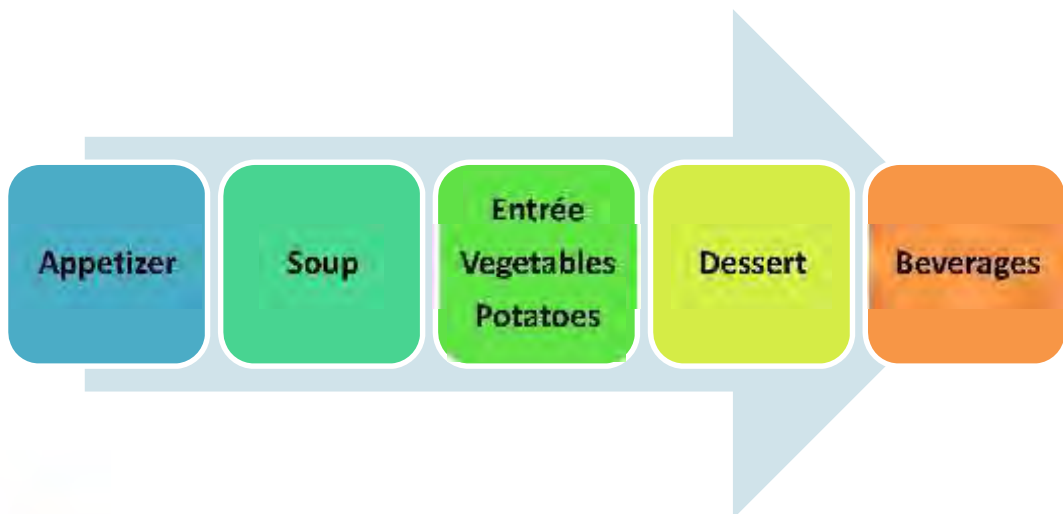 Appetizer
Soup
Entrée
Vegetables
Potatoes
Dessert
Beverages